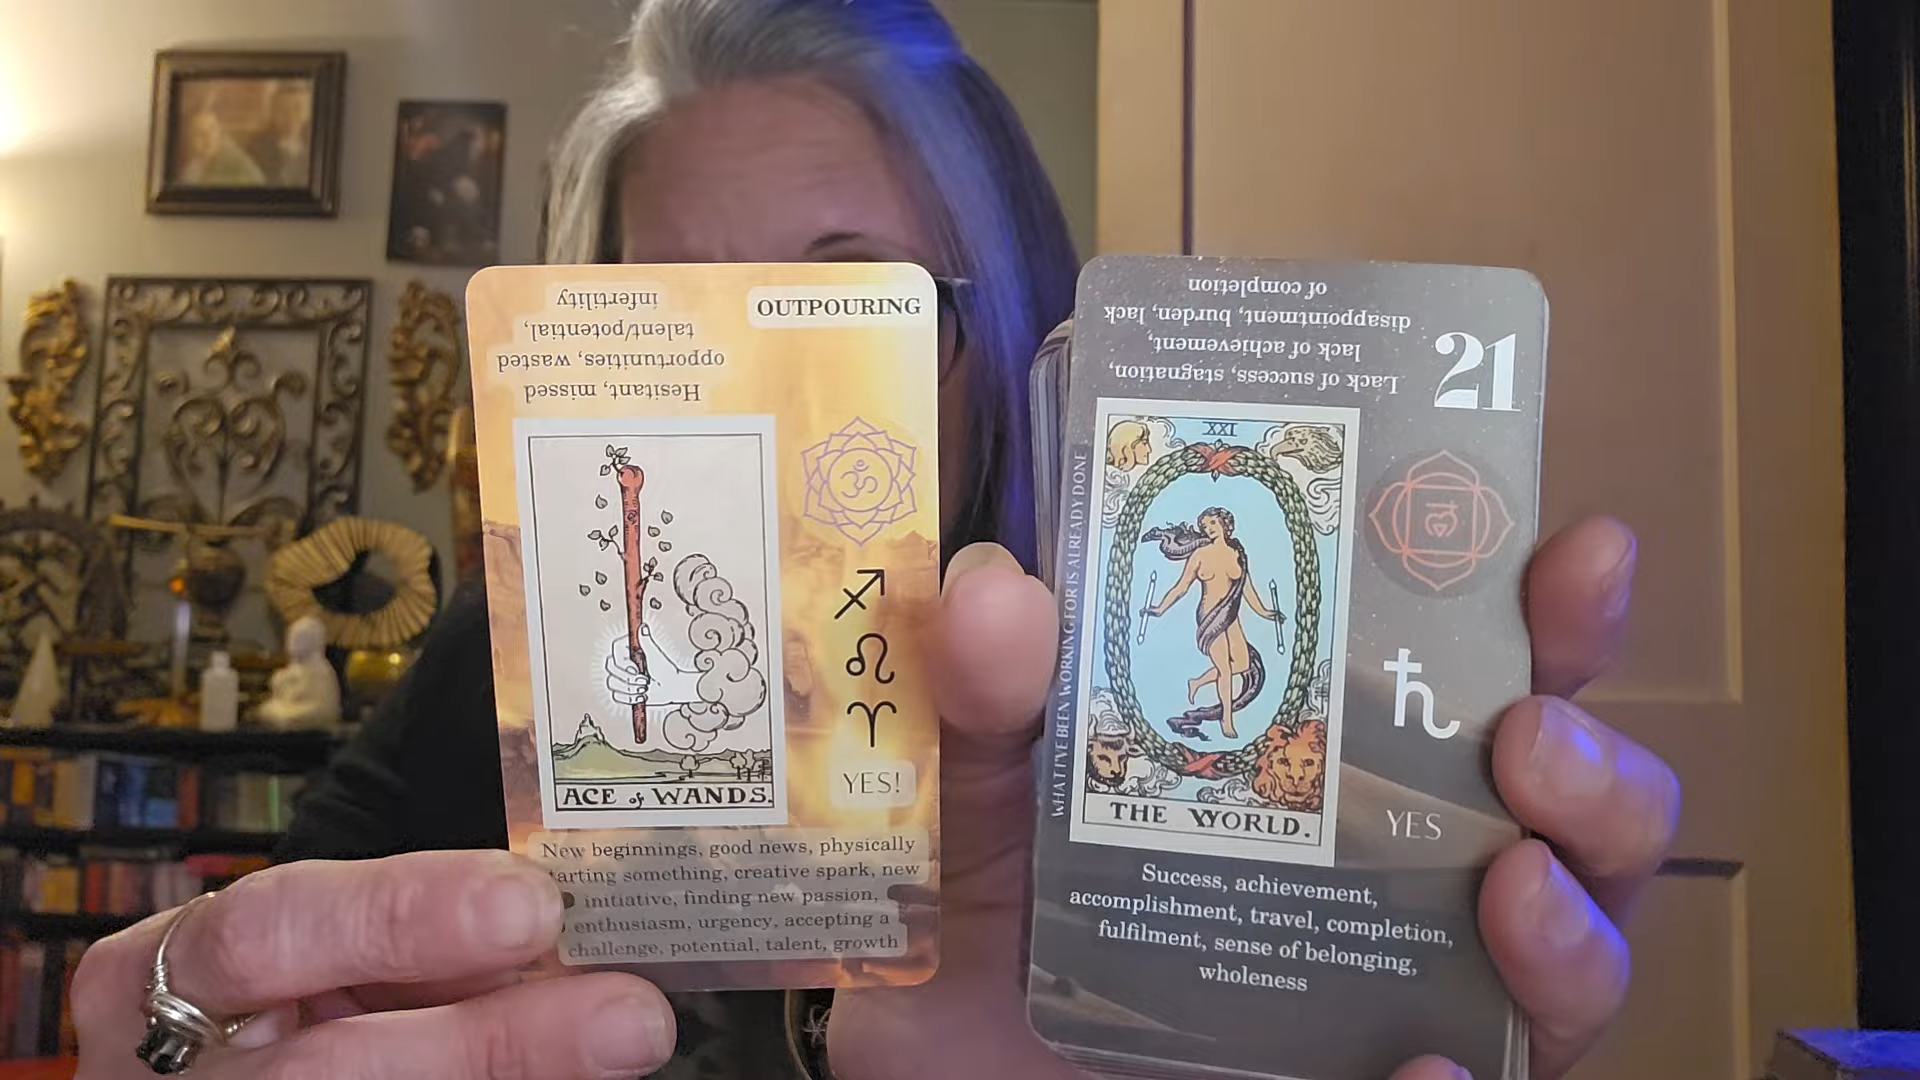 infertility
talent/potential,
opportunities, wasted
Hesitant, missed
OUTPOURING
ACE of WANDS.
YES!
New beginnings, good news, physically
arting something, creative spark, new
initiative, finding new passion,
enthusiasm, urgency, accepting a
challenge, potential, talent, growth
of completion
disappointment, burden, lack
lack of achievement,
Lack of success, stagnation,
21
WHAT I'VE BEEN WORKING FOR IS ALREADY DONE
XXI
THE WORLD.
YES
Success, achievement,
accomplishment, travel, completion,
fulfilment, sense of belonging,
wholeness